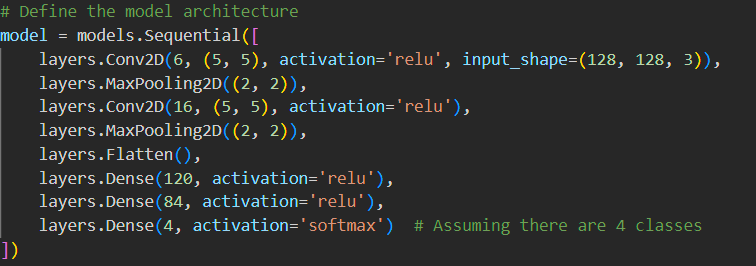 # Define the model architecture
model = models.Sequential([
    layers.Conv2D(6, (5, 5), activation='relu', input_shape=(128, 128, 3)),
    layers.MaxPooling2D((2, 2)),
    layers.Conv2D(16, (5, 5), activation='relu'),
    layers.MaxPooling2D((2, 2)),
    layers.Flatten(),
    layers.Dense(120, activation='relu'),
    layers.Dense(84, activation='relu'),
    layers.Dense(4, activation='softmax')  # Assuming there are 4 classes
])